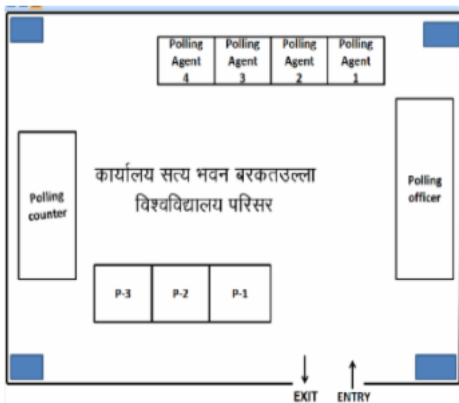 Polling Agent 4
Polling Agent 3
Polling Agent 2
Polling Agent 1
Polling counter
कार्यालय सत्य भवन बरकतउल्ला
विश्वविद्यालय परिसर
Polling officer
P-3
P-2
P-1
EXIT
ENTRY